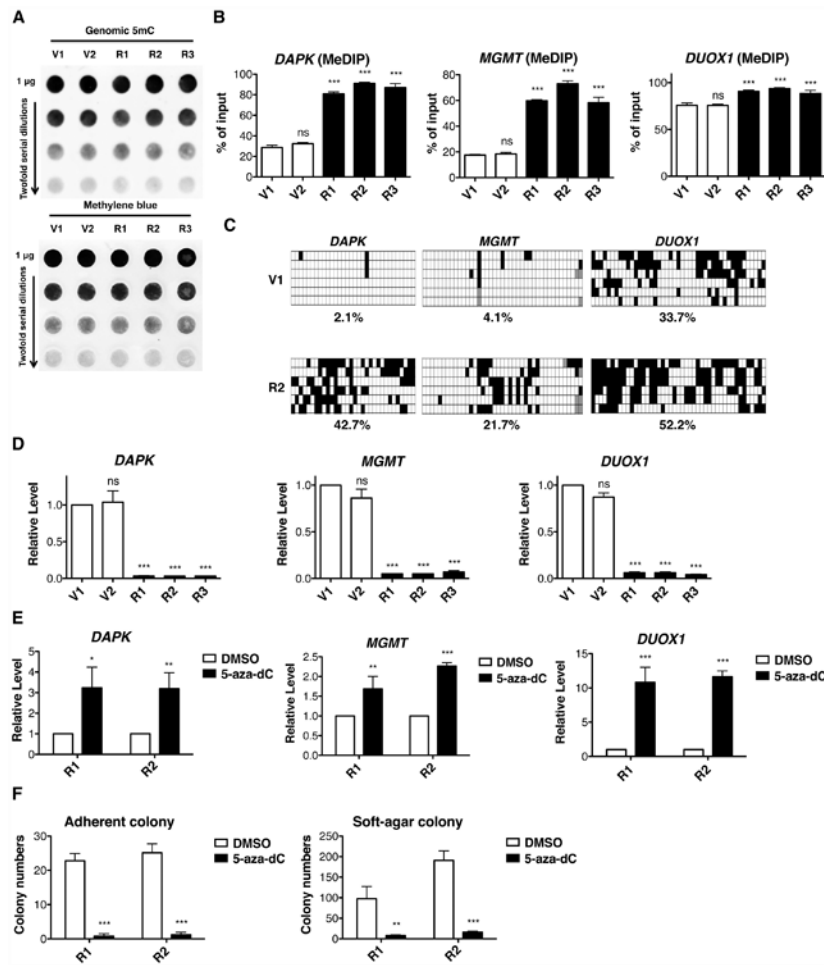 A
Genomic 5mC
V1 V2 R1 R2 R3
1 µg
Twofold serial dilutions
Methylene blue
V1 V2 R1 R2 R3
1 µg
Twofold serial dilutions
B
DAPK (MeDIP)
% of input
100
80
60
40
20
0
ns *** *** ***
V1 V2 R1 R2 R3
MGMT (MeDIP)
% of input
80
60
40
20
0
ns *** *** ***
V1 V2 R1 R2 R3
DUOX1 (MeDIP)
% of input
100
50
0
ns *** *** ***
V1 V2 R1 R2 R3
C
DAPK MGMT DUOX1
V1
2.1% 4.1% 33.7%
R2
42.7% 21.7% 52.2%
D
DAPK
Relative Level
1.0
0.5
0.0
ns *** *** ***
V1 V2 R1 R2 R3
MGMT
Relative Level
1.0
0.5
0.0
ns *** *** ***
V1 V2 R1 R2 R3
DUOX1
Relative Level
1.0
0.5
0.0
ns *** *** ***
V1 V2 R1 R2 R3
E
DAPK
Relative Level
5
4
3
2
1
0
* **
R1 R2
DMSO
5-aza-dC
MGMT
Relative Level
2.5
2.0
1.5
1.0
0.5
0.0
** ***
R1 R2
DMSO
5-aza-dC
DUOX1
Relative Level
15
10
5
0
*** ***
R1 R2
DMSO
5-aza-dC
F
Adherent colony
Colony numbers
30
20
10
0
*** ***
R1 R2
DMSO
5-aza-dC
Soft-agar colony
Colony numbers
250
200
150
100
50
0
** ***
R1 R2
DMSO
5-aza-dC